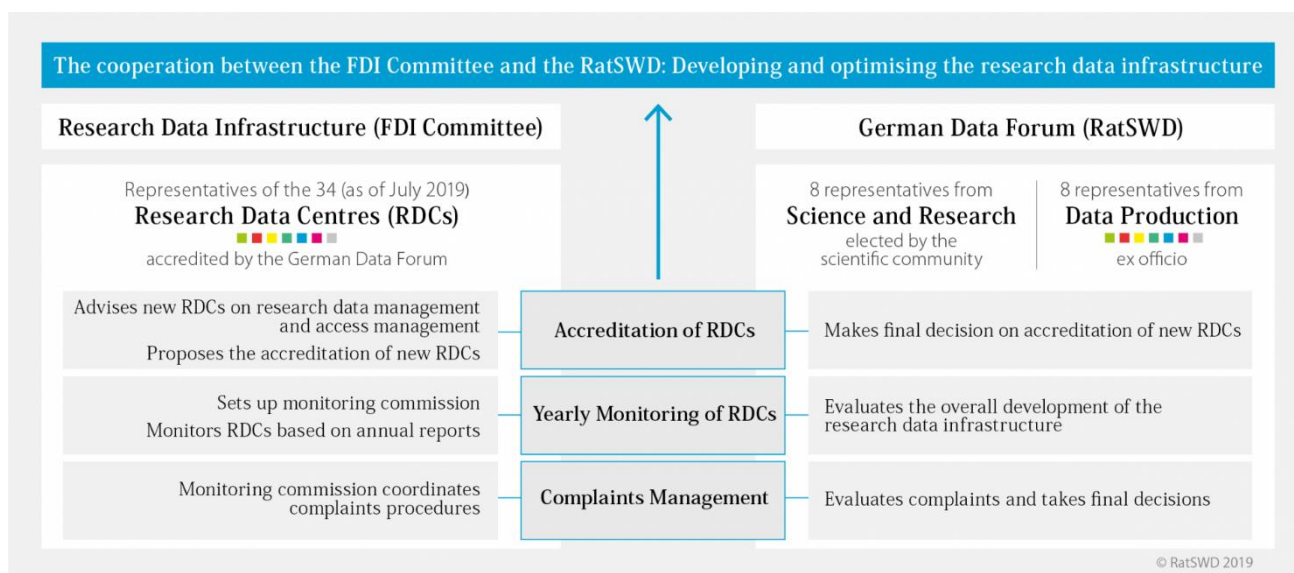 The cooperation between the FDI Committee and the RatSWD: Developing and optimising the research data infrastructure
Research Data Infrastructure (FDI Committee)
German Data Forum (RatSWD)
Representatives of the 34 (as of July 2019)
Research Data Centres (RDCs)
accredited by the German Data Forum
8 representatives from
Science and Research
elected by the
scientific community
8 representatives from
Data Production
ex officio
Advises new RDCs on research data management
and access management
Proposes the accreditation of new RDCs
Accreditation of RDCs
Makes final decision on accreditation of new RDCs
Sets up monitoring commission
Monitors RDCs based on annual reports
Yearly Monitoring of RDCs
Evaluates the overall development of the
research data infrastructure
Monitoring commission coordinates
complaints procedures
Complaints Management
Evaluates complaints and takes final decisions
© RatSWD 2019